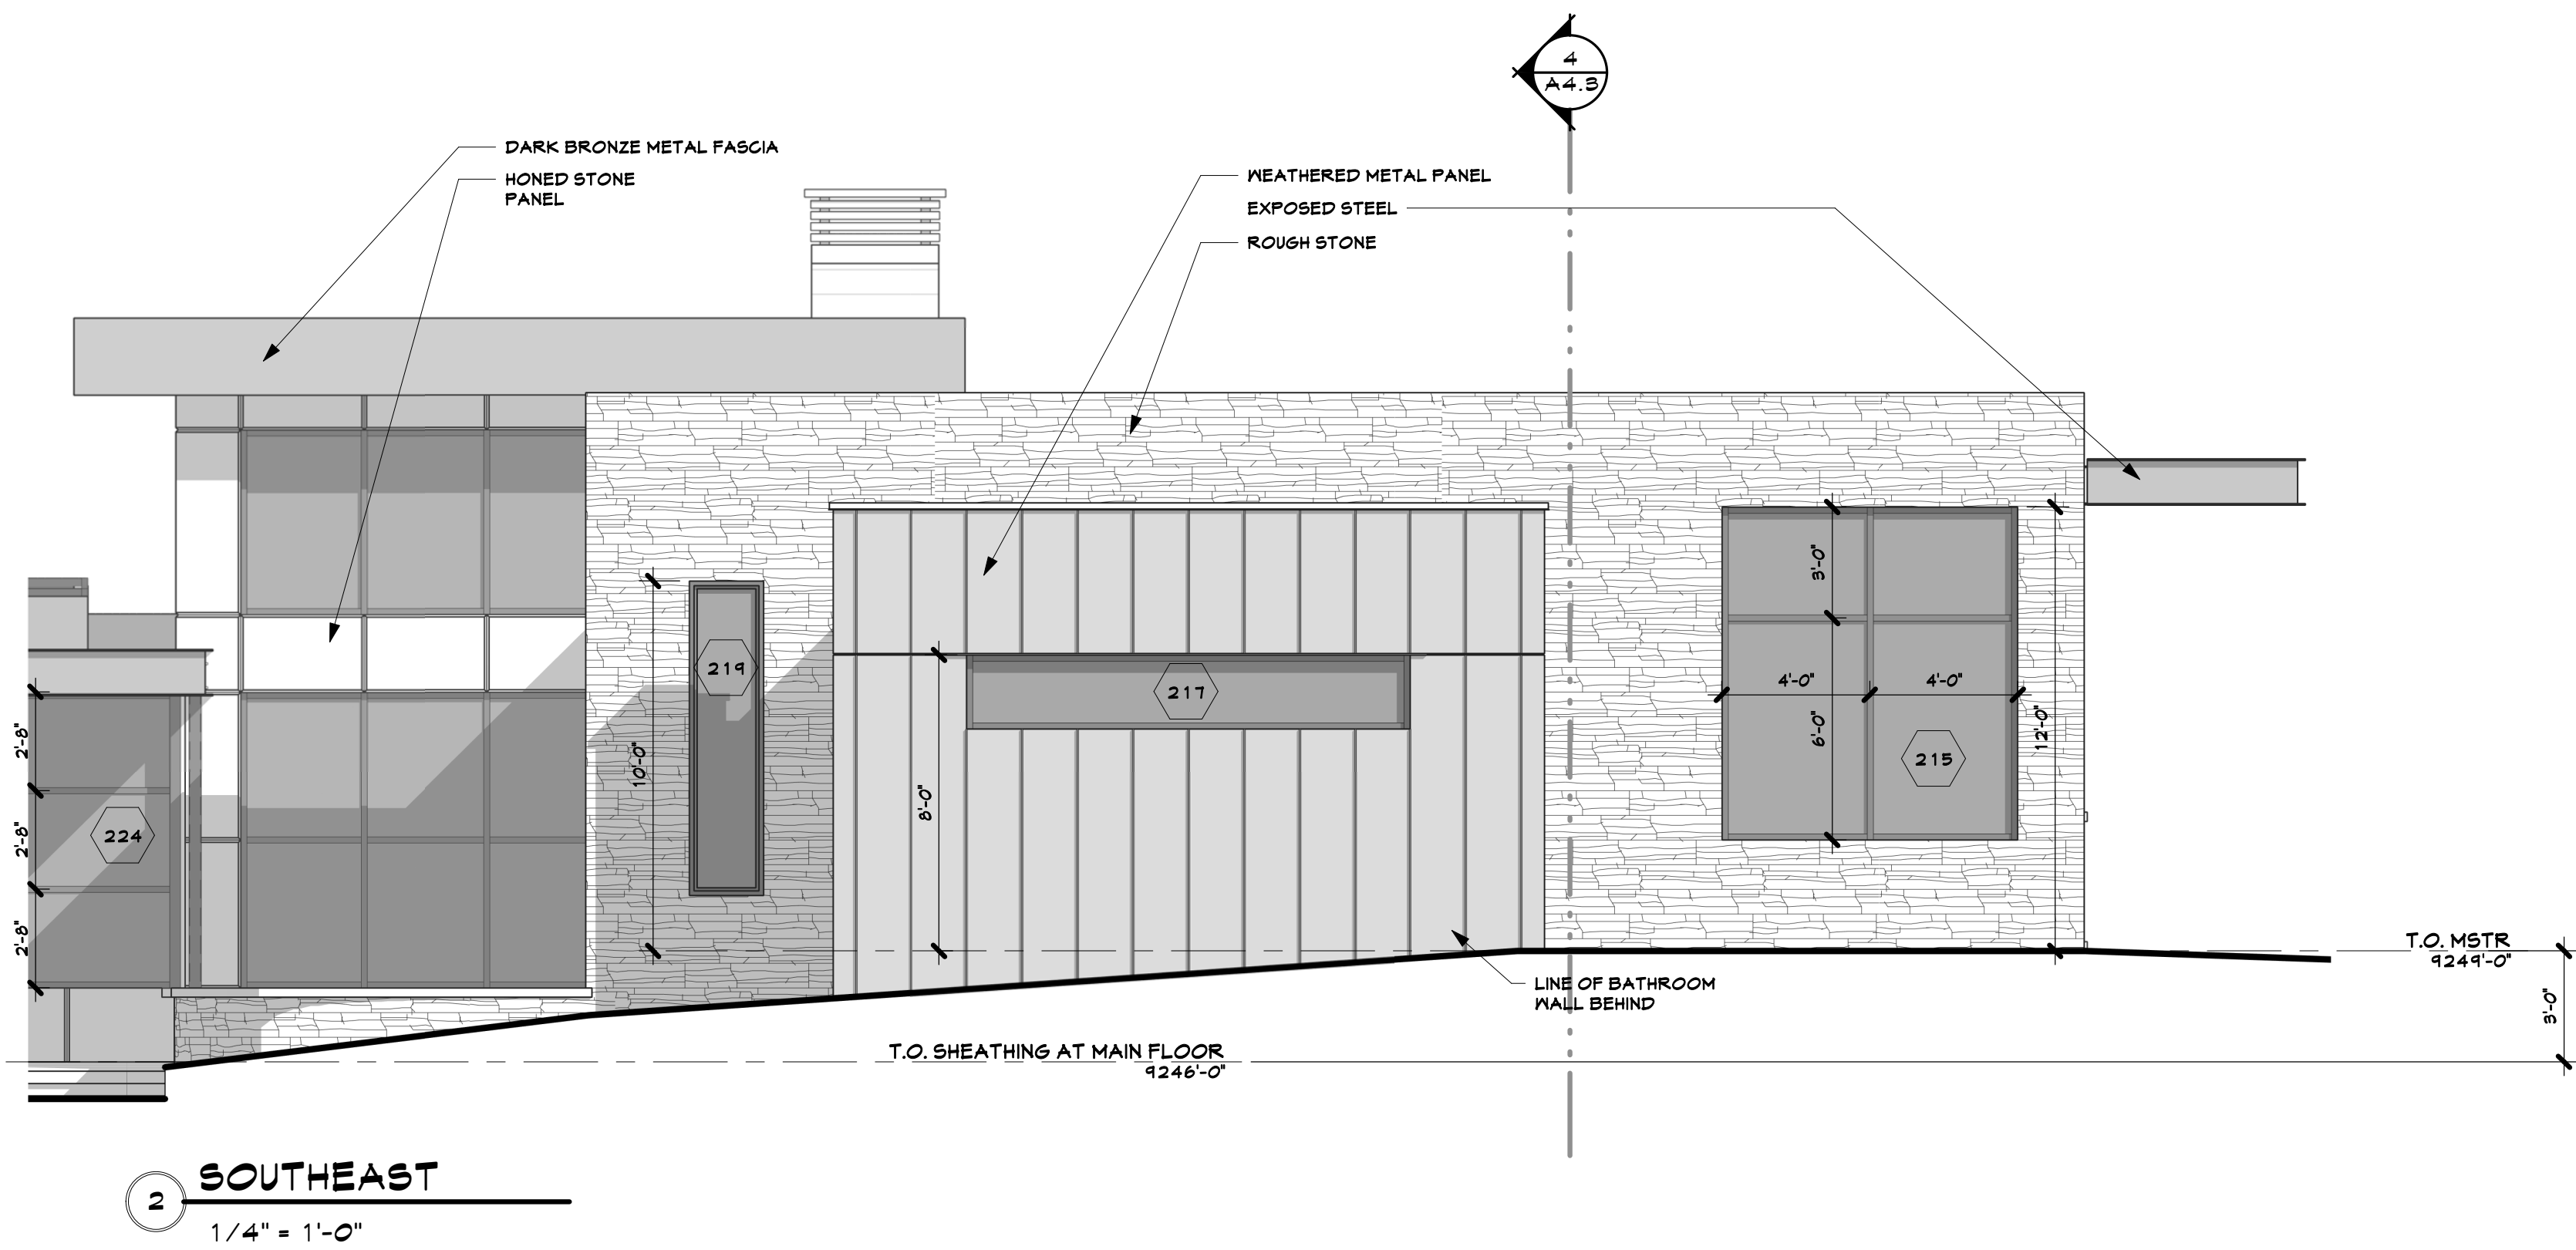 4
A4.3
DARK BRONZE METAL FASCIA
HONED STONE
PANEL
WEATHERED METAL PANEL
EXPOSED STEEL
ROUGH STONE
219
217
215
224
3'-0"
4'-0"
4'-0"
6'-0"
12'-0"
10'-0"
8'-0"
2'-8"
2'-8"
2'-8"
T.O. MSTR
9249'-0"
3'-0"
LINE OF BATHROOM
WALL BEHIND
T.O. SHEATHING AT MAIN FLOOR
9246'-0"
2
SOUTHEAST
1/4" = 1'-0"